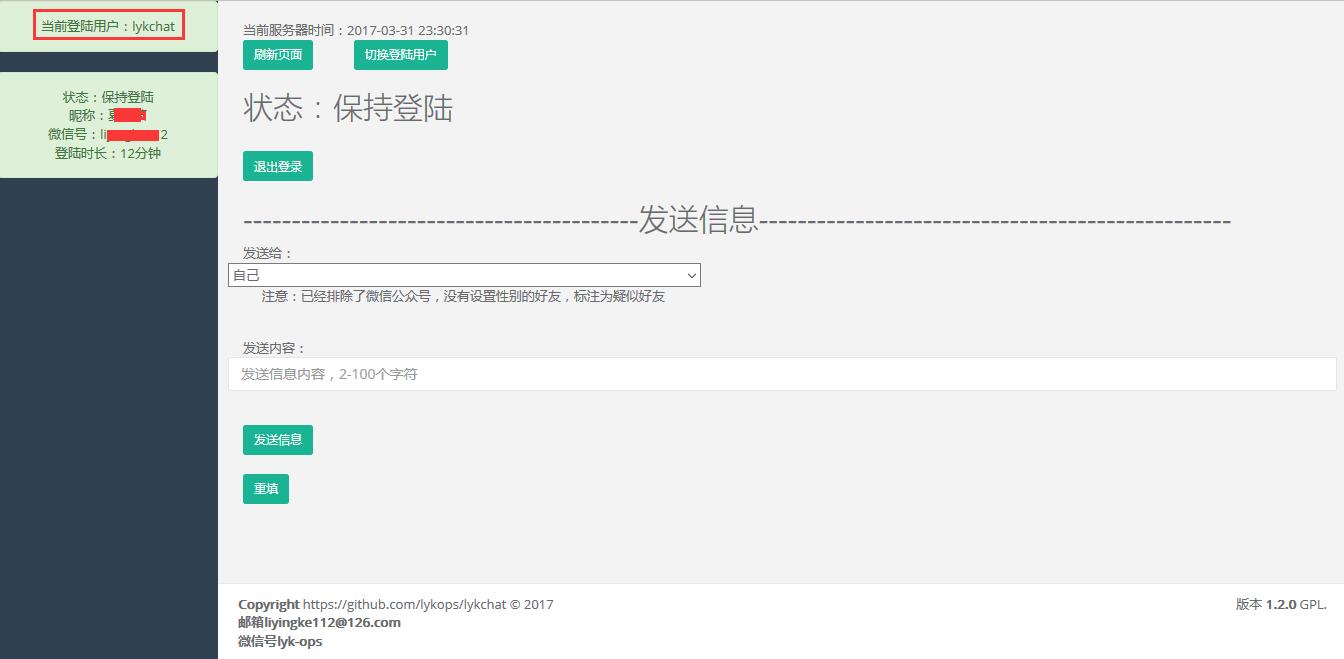 当前登陆用户：lykchat
状态：保持登陆
昵称：
微信号：li 2
登陆时长：12分钟
当前服务器时间：2017-03-31 23:30:31
刷新页面 切换登陆用户
状态：保持登陆
退出登录
-----------------------------------------发送信息-------------------------------------------------
发送给：
自己
注意：已经排除了微信公众号，没有设置性别的好友，标注为疑似好友
发送内容：
发送信息内容，2-100个字符
发送信息
重填
Copyright https://github.com/lykops/lykchat © 2017
版本 1.2.0 GPL.
邮箱liyingke112@126.com
微信号lyk-ops